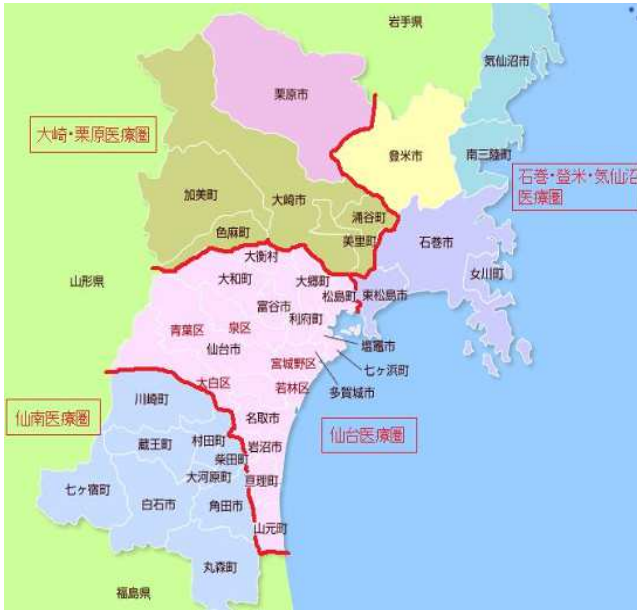 岩手県
気仙沼市
栗原市
大崎・栗原医療圏
登米市
南三陸町
石巻・登米・気仙沼
医療圏
加美町
大崎市
涌谷町
色麻町
美里町
石巻市
大衡村
女川町
山形県
大和町
大郷町
松島町
東松島市
富谷市
利府町
青葉区
泉区
塩竈市
仙台市
宮城野区
七ヶ浜町
太白区
若林区
多賀城市
川崎町
仙南医療圏
名取市
仙台医療圏
蔵王町
村田町
岩沼市
柴田町
大河原町
亘理町
七ヶ宿町
白石市
角田市
山元町
丸森町
福島県